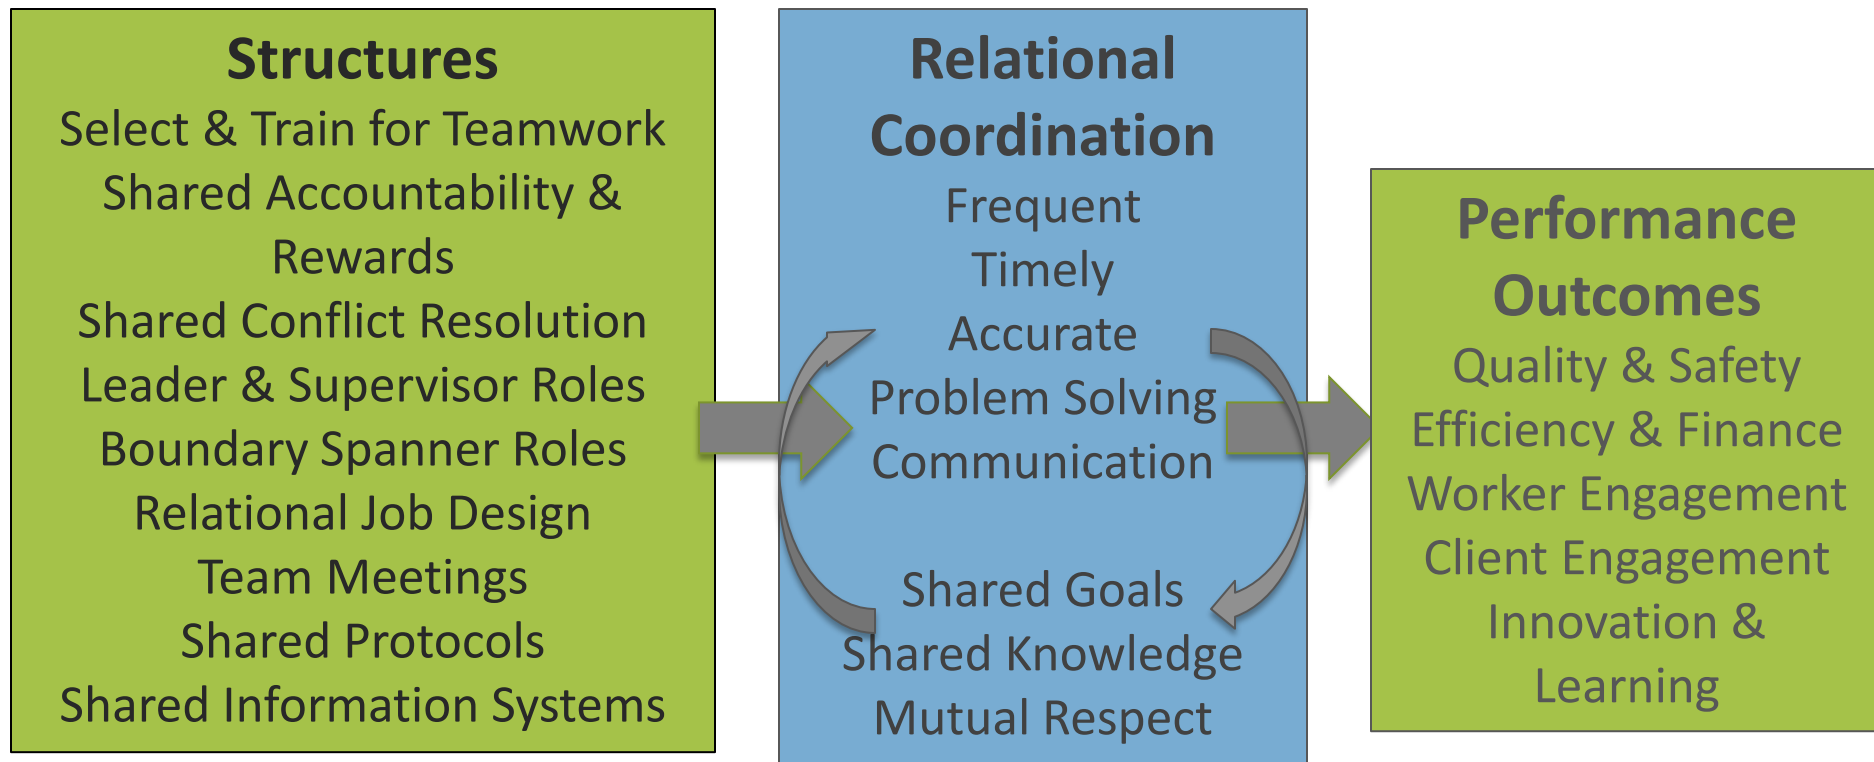 Structures
Select & Train for Teamwork
Shared Accountability &
Rewards
Shared Conflict Resolution
Leader & Supervisor Roles
Boundary Spanner Roles
Relational Job Design
Team Meetings
Shared Protocols
Shared Information Systems
Relational
Coordination
Frequent
Timely
Accurate
Problem Solving
Communication
Shared Goals
Shared Knowledge
Mutual Respect
Performance
Outcomes
Quality & Safety
Efficiency & Finance
Worker Engagement
Client Engagement
Innovation &
Learning